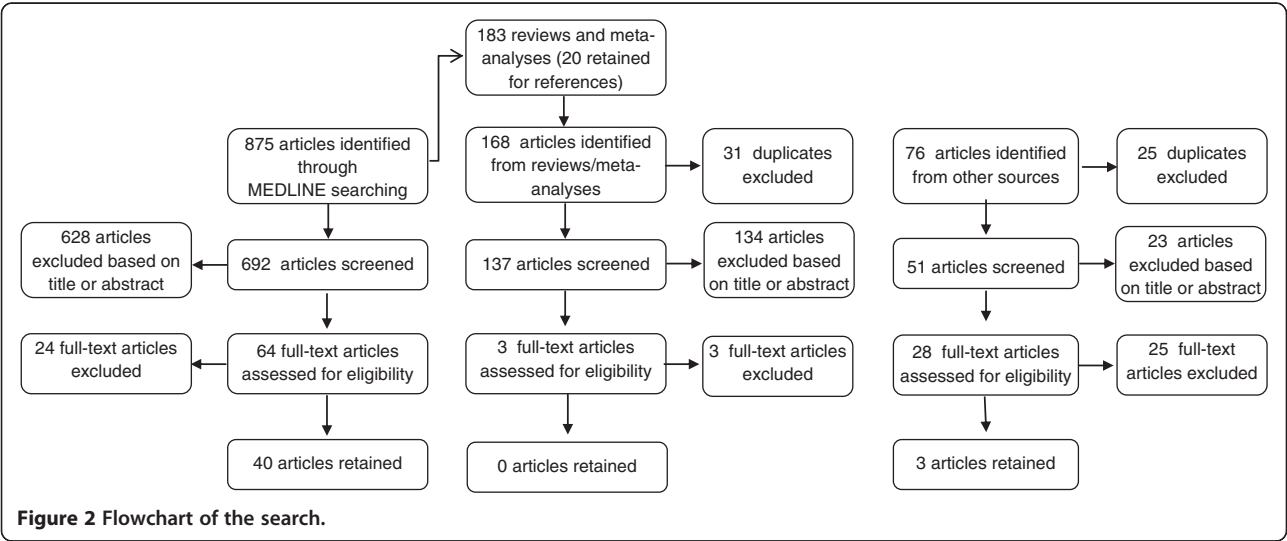 183 reviews and meta-
analyses (20 retained
for references)
875 articles identified
through
MEDLINE searching
168 articles identified
from reviews/meta-
analyses
31 duplicates
excluded
76 articles identified
from other sources
25 duplicates
excluded
628 articles
excluded based on
title or abstract
692 articles screened
137 articles screened
134 articles
excluded based
on title or abstract
51 articles screened
23 articles
excluded based
on title or abstract
24 full-text articles
excluded
64 full-text articles
assessed for eligibility
3 full-text articles
assessed for eligibility
3 full-text articles
excluded
28 full-text articles
assessed for eligibility
25 full-text
articles excluded
40 articles retained
0 articles retained
3 articles retained
Figure 2 Flowchart of the search.